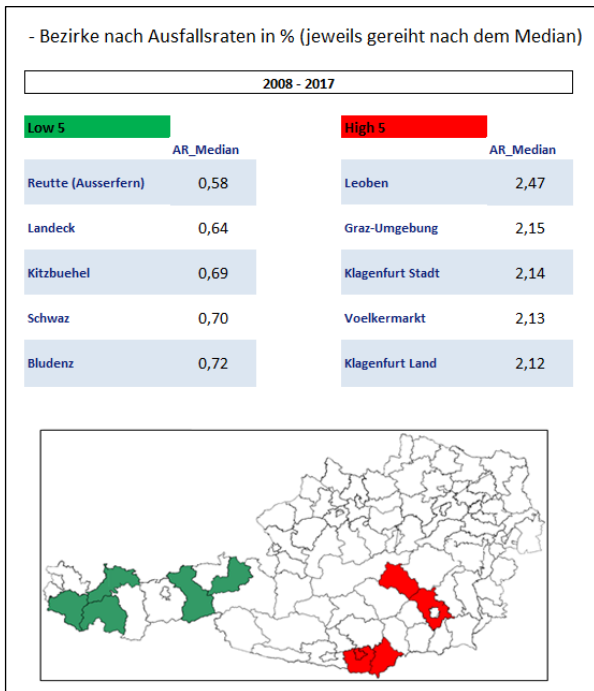 - Bezirke nach Ausfallsraten in % (jeweils gereiht nach dem Median)
2008 - 2017
Low 5
AR_Median
Reutte (Ausserfern) 0,58
Landeck 0,64
Kitzbuehel 0,69
Schwaz 0,70
Bludenz 0,72
High 5
AR_Median
Leoben 2,47
Graz-Umgebung 2,15
Klagenfurt Stadt 2,14
Voelkermarkt 2,13
Klagenfurt Land 2,12